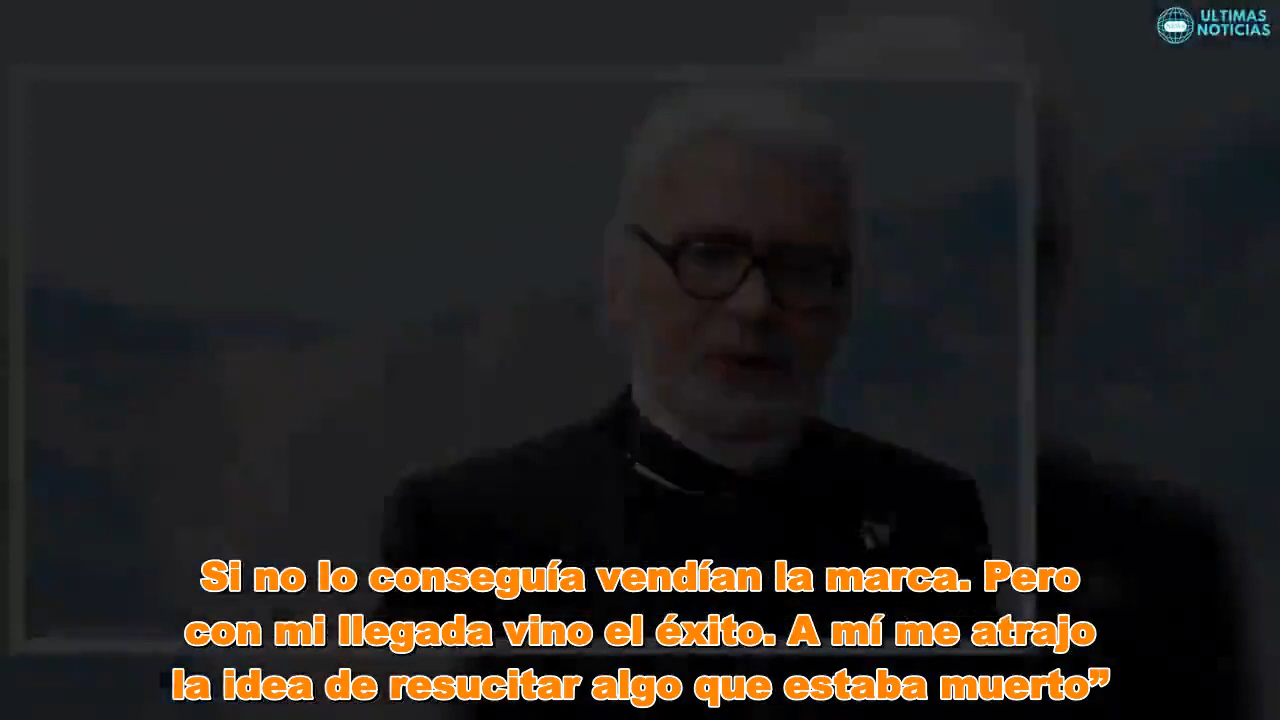 ULTIMAS
NOTICIAS
Si no lo conseguía vendían la marca. Pero
con mi llegada vino el éxito. A mí me atrajo
la idea de resucitar algo que estaba muerto”